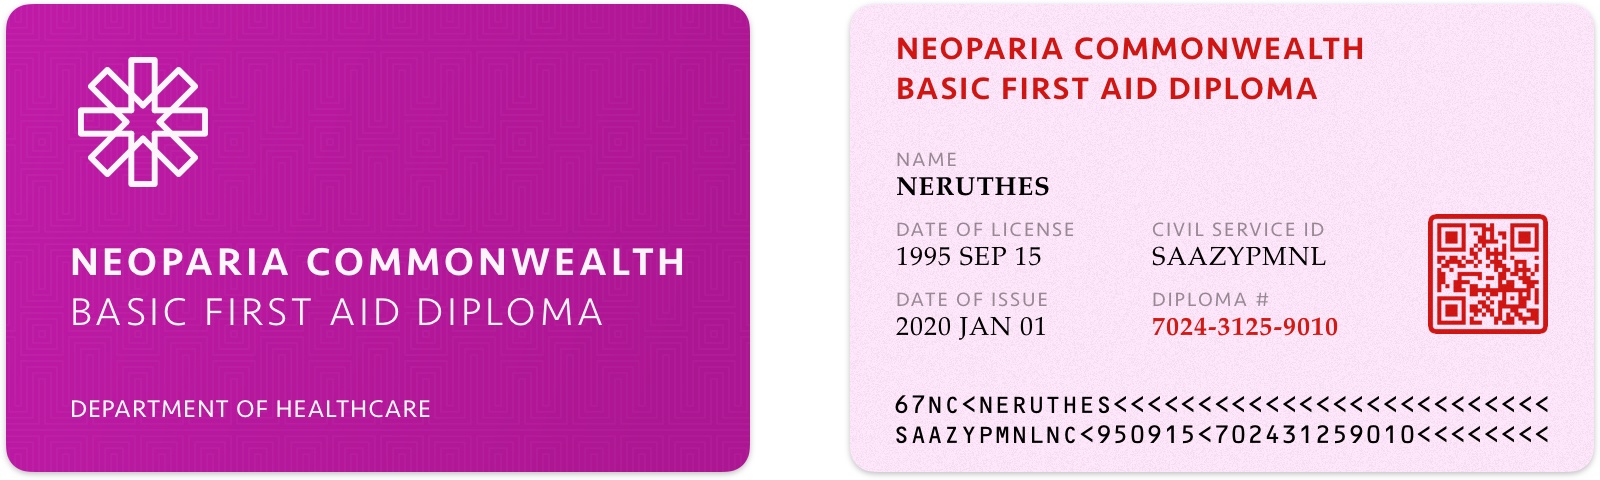 NEOPARIA COMMONWEALTH
BASIC FIRST AID DIPLOMA
DEPARTMENT OF HEALTHCARE
NEOPARIA COMMONWEALTH
BASIC FIRST AID DIPLOMA
NAME
NERUTHES
DATE OF LICENSE
1995 SEP 15
CIVIL SERVICE ID
SAAZYPMNL
DATE OF ISSUE
2020 JAN 01
DIPLOMA #
7024-3125-9010
67NC<NERUTHES<<<<<<<<<<<<<<<<<<<<<<<<<<<
SAAZYPMNLNC<950915<702431259010<<<<<<<<